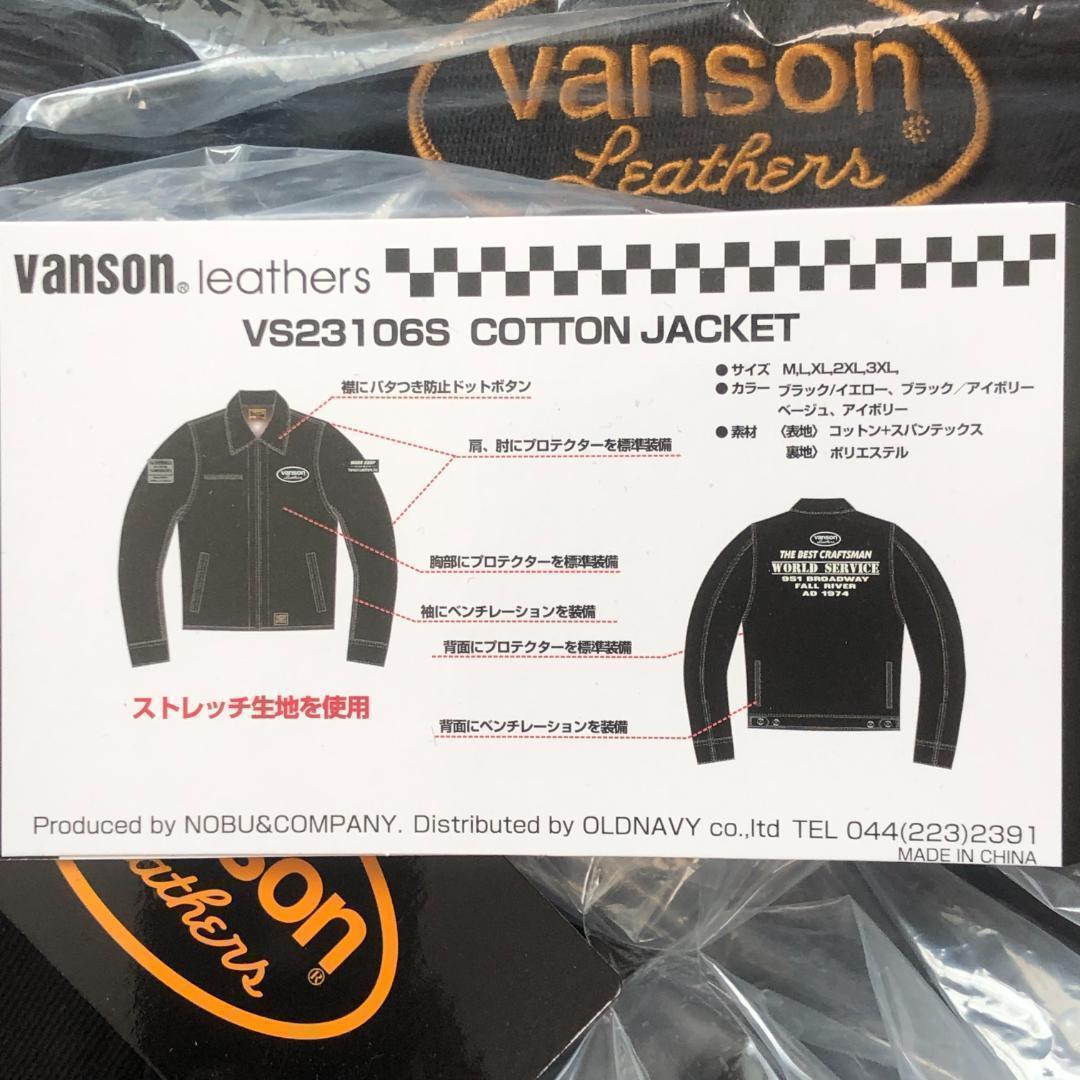 vanson
Leathers
vanson® leathers
VS23106S COTTON JACKET
● サイズ M,L,XL,2XL,3XL,
● カラー ブラック/イエロー、ブラック／アイボリー
ベージュ、アイボリー
● 素材 〈表地〉 コットン+スパンテックス
裏地〉 ポリエステル
襟にバタつき防止ドットボタン
肩、肘にプロテクターを標準装備
胸部にプロテクターを標準装備
袖にベンチレーションを装備
背面にプロテクターを標準装備
背面にベンチレーションを装備
vanson
Leathers
vanson
Leathers
THE BEST CRAFTSMAN
WORLD SERVICE
951 BROADWAY
FALL RIVER
AD 1974
ストレッチ生地を使用
Produced by NOBU&COMPANY. Distributed by OLDNAVY co.,ltd TEL 044(223)2391
MADE IN CHINA
son®
athers